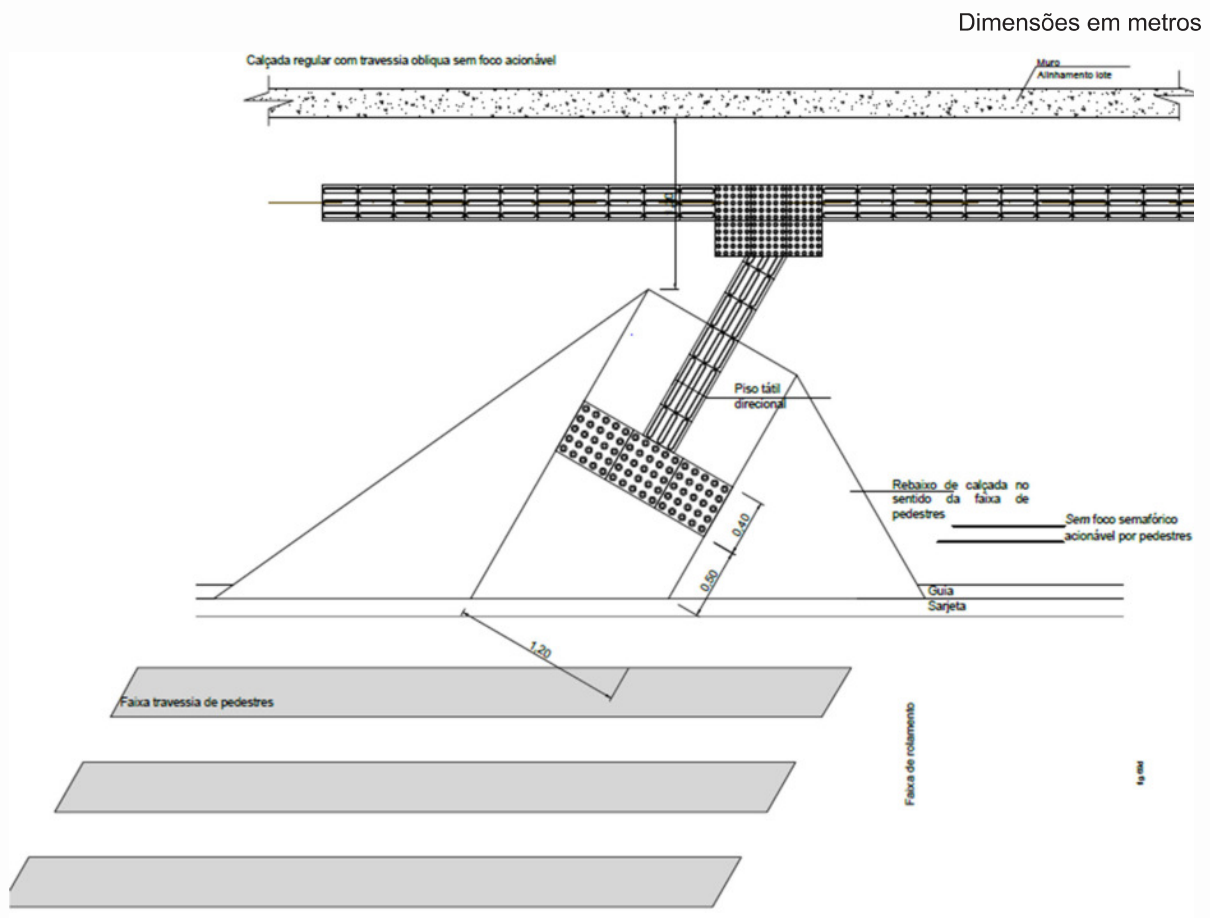 Dimensões em metros
Calçada regular com travessia obliqua sem foco acionável
Muro
Alinhamento lote
Piso tátil
direcional
Rebaixo de calçada no
sentido da faixa de
pedestres
Sem foco semafórico
acionável por pedestres
0,40
0,50
Guia
Sarjeta
1,20
Faixa travessia de pedestres
Faixa de rolamento